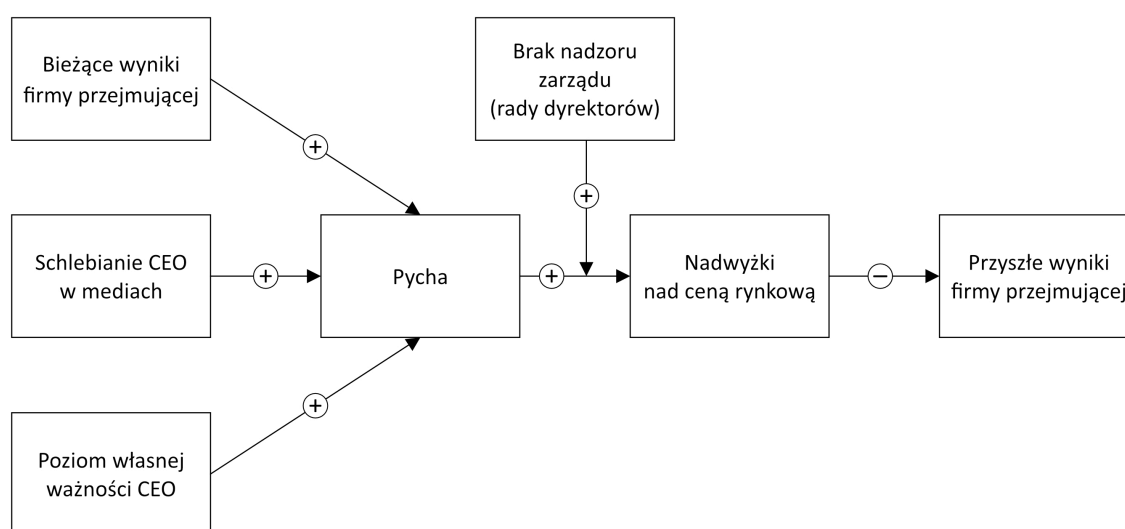 Bieżące wyniki
firmy przejmującej
Brak nadzoru
zarządu
(rady dyrektorów)
+
+
Schlebianie CEO
w mediach
+
Pycha
+
Nadwyżki
nad ceną rynkową
−
Przyszłe wyniki
firmy przejmującej
+
Poziom własnej
ważności CEO